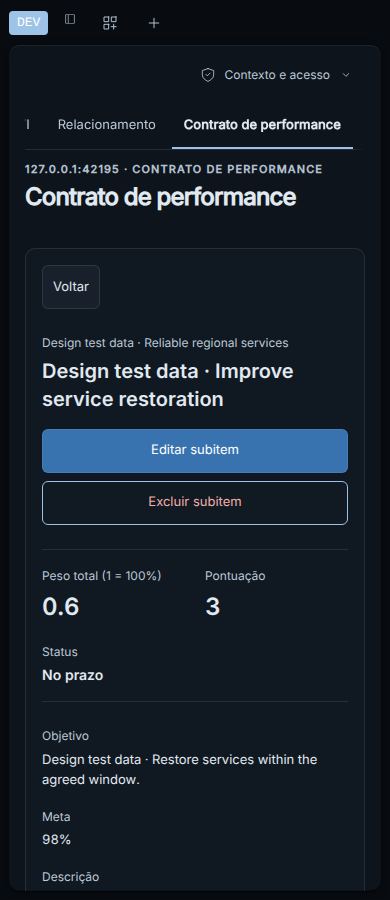 DEV
Contexto e acesso
Relacionamento
Contrato de performance
127.0.0.1:42195 · CONTRATO DE PERFORMANCE
Contrato de performance
Voltar
Design test data · Reliable regional services
Design test data · Improve
service restoration
Editar subitem
Excluir subitem
Peso total (1 = 100%)
Pontuação
0.6
3
Status
No prazo
Objetivo
Design test data · Restore services within the
agreed window.
Meta
98%
Descrição